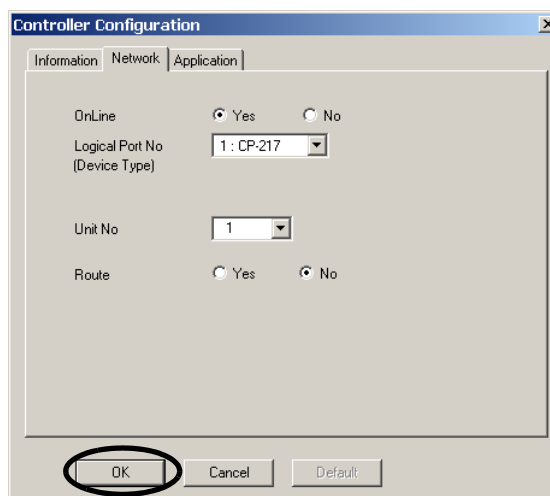 Controller Configuration
Information Network Application
OnLine Yes No
Logical Port No 1 : CP-217
(Device Type)
Unit No 1
Route Yes No
OK Cancel Default